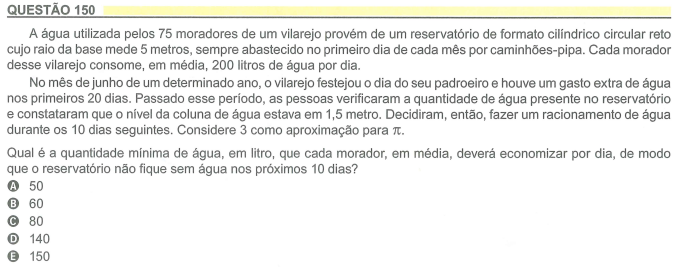 QUESTÃO 150
A água utilizada pelos 75 moradores de um vilarejo provém de um reservatório de formato cilíndrico circular reto
cujo raio da base mede 5 metros, sempre abastecido no primeiro dia de cada mês por caminhões-pipa. Cada morador
desse vilarejo consome, em média, 200 litros de água por dia.
No mês de junho de um determinado ano, o vilarejo festejou o dia do seu padroeiro e houve um gasto extra de água
nos primeiros 20 dias. Passado esse período, as pessoas verificaram a quantidade de água presente no reservatório
e constataram que o nível da coluna de água estava em 1,5 metro. Decidiram, então, fazer um racionamento de água
durante os 10 dias seguintes. Considere 3 como aproximação para π.
Qual é a quantidade mínima de água, em litro, que cada morador, em média, deverá economizar por dia, de modo
que o reservatório não fique sem água nos próximos 10 dias?
A 50
B 60
C 80
D 140
E 150